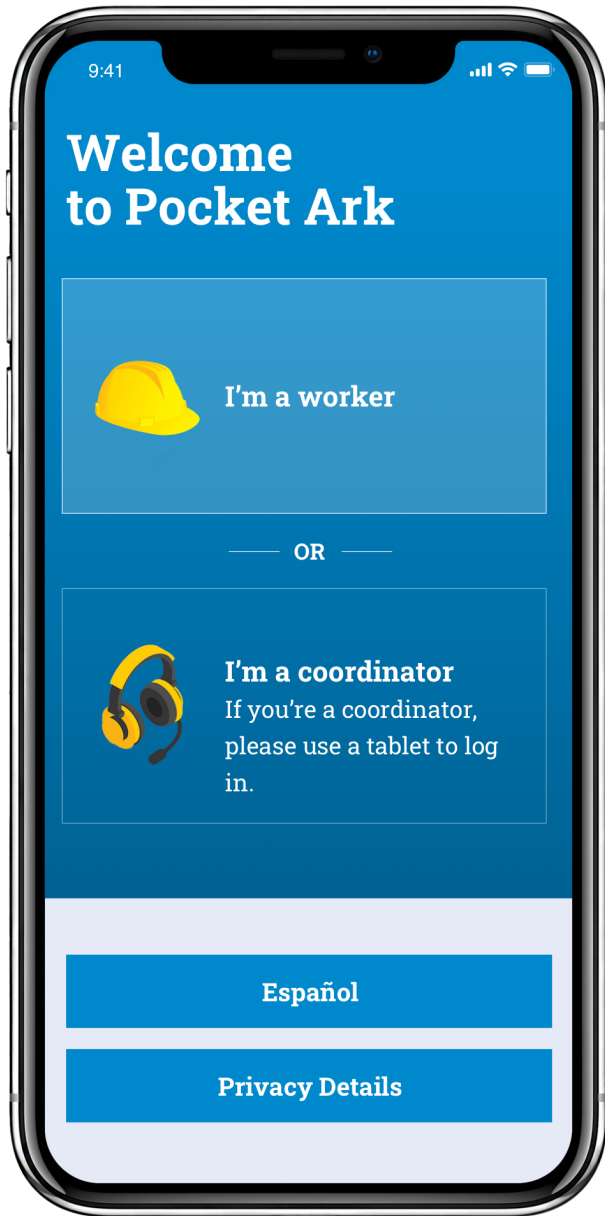 9:41
Welcome
to Pocket Ark
I’m a worker
OR
I’m a coordinator
If you’re a coordinator,
please use a tablet to log
in.
Español
Privacy Details